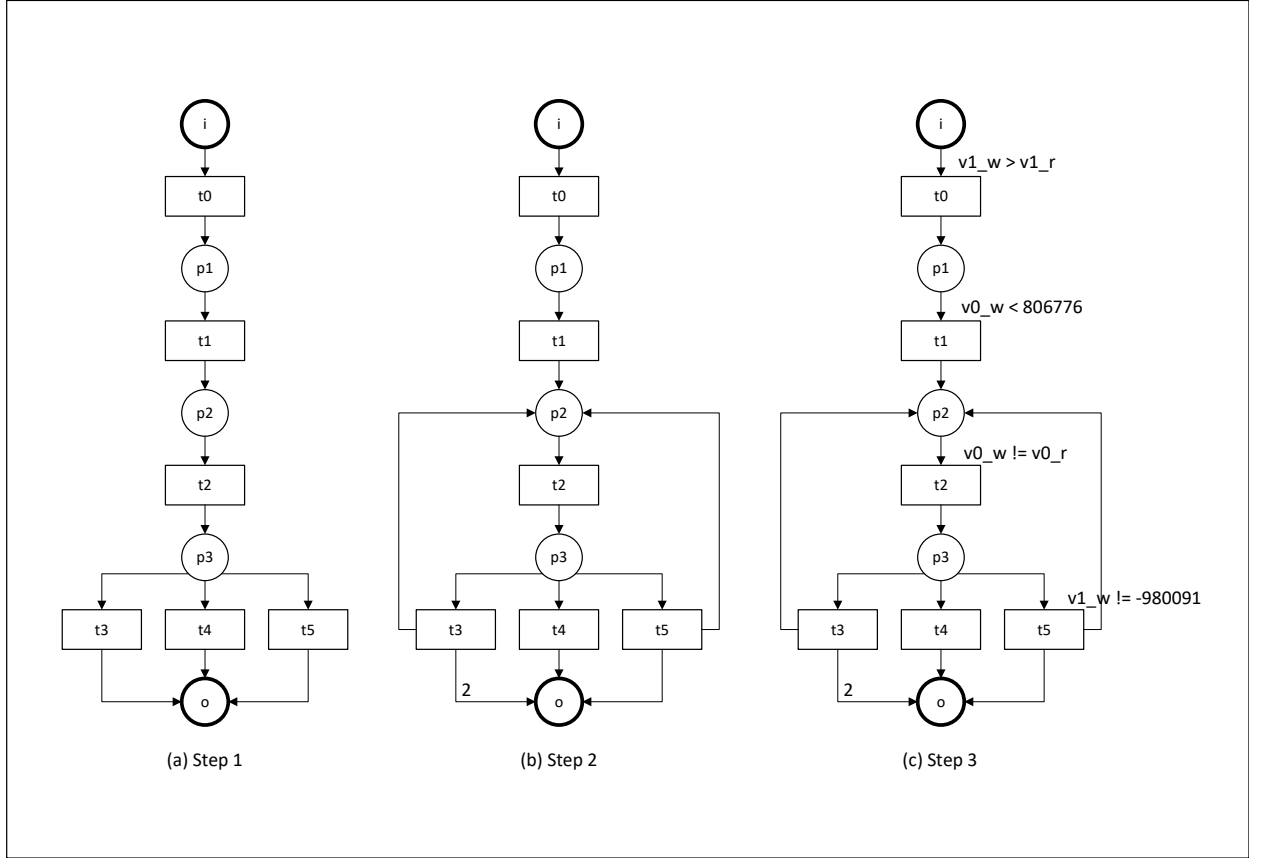 i
i
i
v1_w > v1_r
t0
t0
t0
p1
p1
p1
v0_w < 806776
t1
t1
t1
p2
p2
p2
v0_w != v0_r
t2
t2
t2
p3
p3
p3
v1_w != -980091
t3
t4
t5
t3
t4
t5
t3
t4
t5
2
2
o
o
o
(a) Step 1
(b) Step 2
(c) Step 3